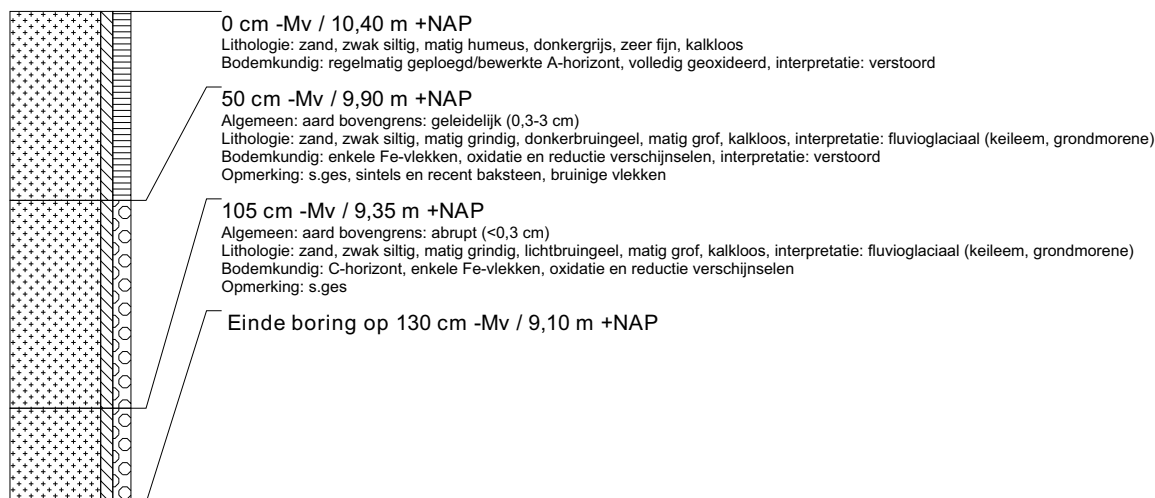 0 cm -Mv / 10,40 m +NAP
Lithologie: zand, zwak siltig, matig humeus, donkergrijs, zeer fijn, kalkloos
Bodemkundig: regelmatig geploegd/bewerkte A-horizont, volledig geoxideerd, interpretatie: verstoord
50 cm -Mv / 9,90 m +NAP
Algemeen: aard bovengrens: geleidelijk (0,3-3 cm)
Lithologie: zand, zwak siltig, matig grindig, donkerbruingeel, matig grof, kalkloos, interpretatie: fluvioglaciaal (keileem, grondmorene)
Bodemkundig: enkele Fe-vlekken, oxidatie en reductie verschijnselen, interpretatie: verstoord
Opmerking: s.ges, sintels en recent baksteen, bruinige vlekken
105 cm -Mv / 9,35 m +NAP
Algemeen: aard bovengrens: abrupt (<0,3 cm)
Lithologie: zand, zwak siltig, matig grindig, lichtbruingeel, matig grof, kalkloos, interpretatie: fluvioglaciaal (keileem, grondmorene)
Bodemkundig: C-horizont, enkele Fe-vlekken, oxidatie en reductie verschijnselen
Opmerking: s.ges
Einde boring op 130 cm -Mv / 9,10 m +NAP